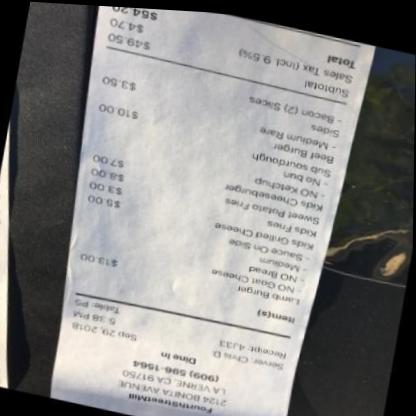 FourthStreetMill
2124 BONITA AVENUE
LA VERNE, CA 91750
(909) 596-1564
Dine In
Server: Chris D
Sep 29, 2018
5:38 PM
Receipt: 4J33
Table: P5
Item(s)
Lamb Burger $13.00
- NO Goat Cheese
- NO Bread
- Medium
- Sauce On Side
Kids Grilled Cheese $5.00
Kids Fries $3.00
Sweet Potato Fries $8.00
Kids Cheeseburger $7.00
- NO Ketchup
- No bun
Sub sourdough
Beef Burger $10.00
- Medium Rare
Sides $3.50
- Bacon (2) Slices
Subtotal $49.50
Sales Tax (incl. 9.5%) $4.70
Total $54.20